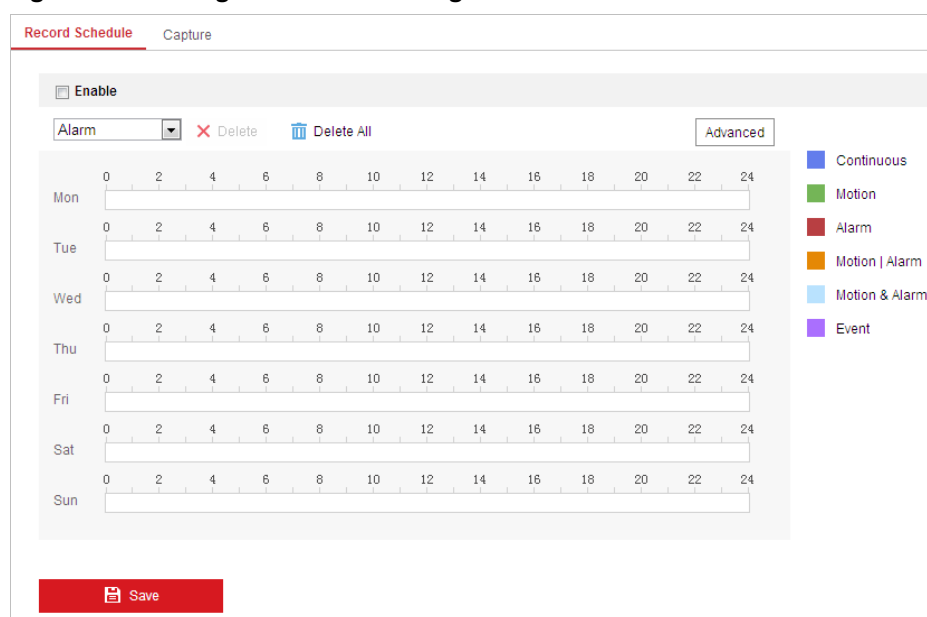 Record Schedule Capture
Enable
Alarm Delete Delete All Advanced
0 2 4 6 8 10 12 14 16 18 20 22 24
Mon
0 2 4 6 8 10 12 14 16 18 20 22 24
Tue
0 2 4 6 8 10 12 14 16 18 20 22 24
Wed
0 2 4 6 8 10 12 14 16 18 20 22 24
Thu
0 2 4 6 8 10 12 14 16 18 20 22 24
Fri
0 2 4 6 8 10 12 14 16 18 20 22 24
Sat
0 2 4 6 8 10 12 14 16 18 20 22 24
Sun
Continuous
Motion
Alarm
Motion | Alarm
Motion & Alarm
Event
Save